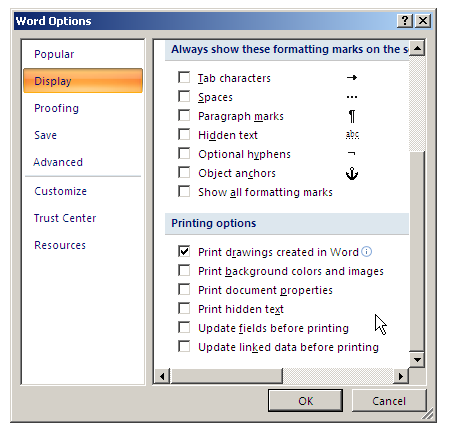 Word Options
Popular
Display
Proofing
Save
Advanced
Customize
Trust Center
Resources
Always show these formatting marks on the s
Tab characters →
Spaces ···
Paragraph marks ¶
Hidden text abc
Optional hyphens ¬
Object anchors
Show all formatting marks
Printing options
Print drawings created in Word
Print background colors and images
Print document properties
Print hidden text
Update fields before printing
Update linked data before printing
OK Cancel